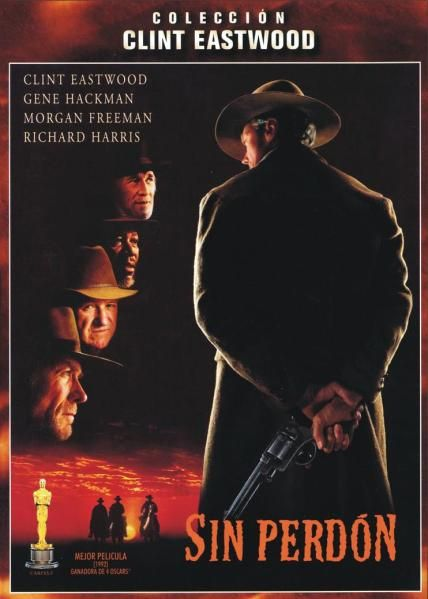 COLECCIÓN
CLINT EASTWOOD
CLINT EASTWOOD
GENE HACKMAN
MORGAN FREEMAN
RICHARD HARRIS
SIN PERDÓN
MEJOR PELICULA
(1992)
GANADORA DE 4 OSCARS